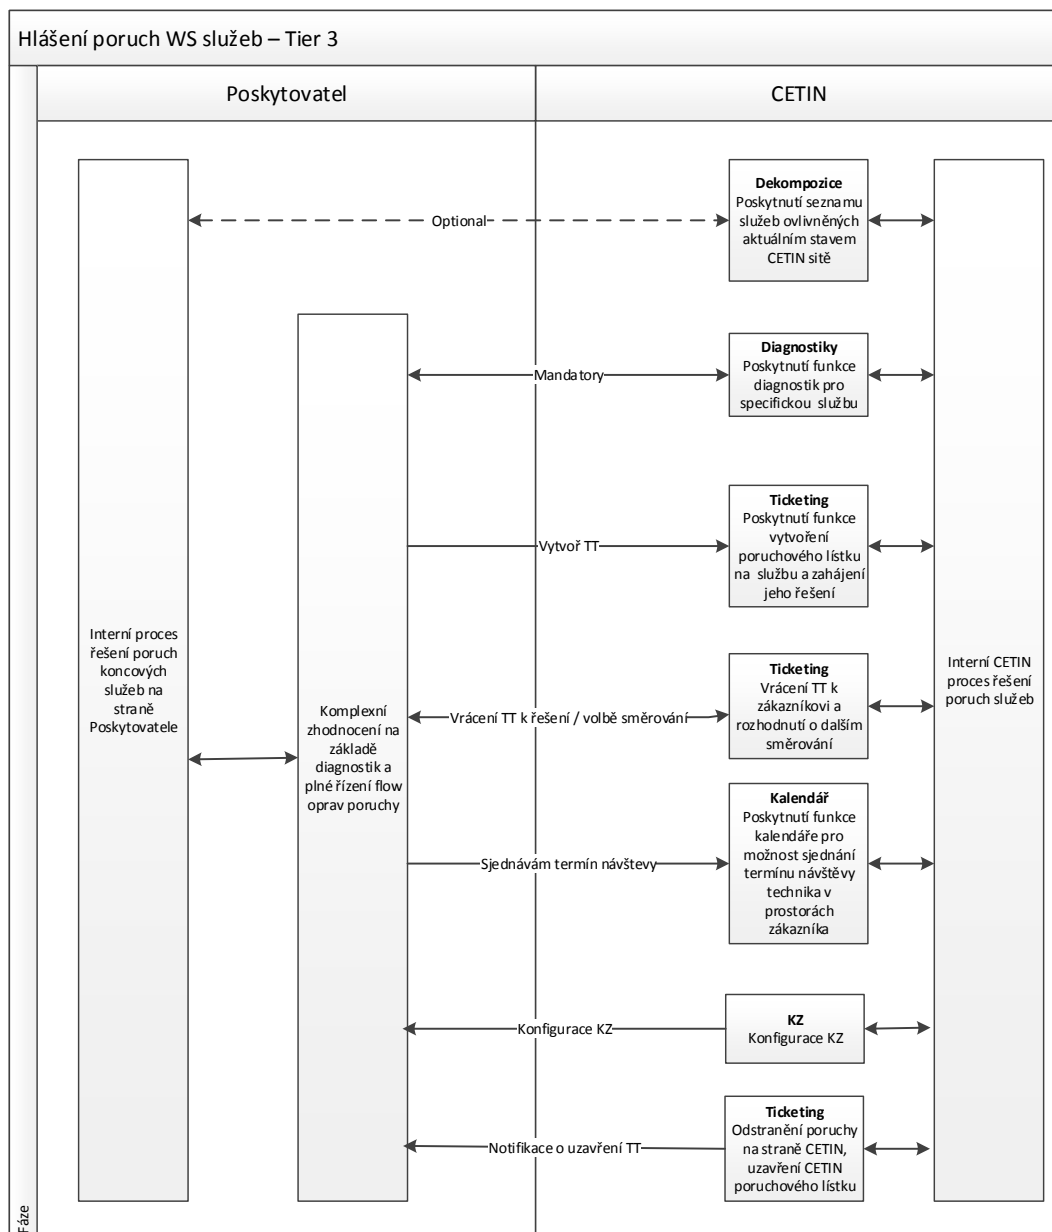 Hlášení poruch WS služeb – Tier 3
Poskytovatel
CETIN
Dekompozice
Poskytnutí seznamu
služeb ovlivněných
aktuálním stavem
CETIN sitě
Optional
Diagnostiky
Poskytnutí funkce
diagnostik pro
specifickou službu
Mandatory
Ticketing
Poskytnutí funkce
vytvoření
poruchového lístku
na službu a zahájení
jeho řešení
Vytvoř TT
Interní proces
řešení poruch
koncových
služeb na
straně
Poskytovatele
Komplexní
zhodnocení na
základě
diagnostik a
plné řízení flow
oprav poruchy
Vrácení TT k řešení / volbě směrování
Ticketing
Vrácení TT k
zákazníkovi a
rozhodnutí o dalším
směrování
Interní CETIN
proces řešení
poruch služeb
Sjednávám termín návštevy
Kalendář
Poskytnutí funkce
kalendáře pro
možnost sjednání
termínu návštěvy
technika v
prostorách
zákazníka
Konfigurace KZ
KZ
Konfigurace KZ
Notifikace o uzavření TT
Ticketing
Odstranění poruchy
na straně CETIN,
uzavření CETIN
poruchového lístku
Fáze